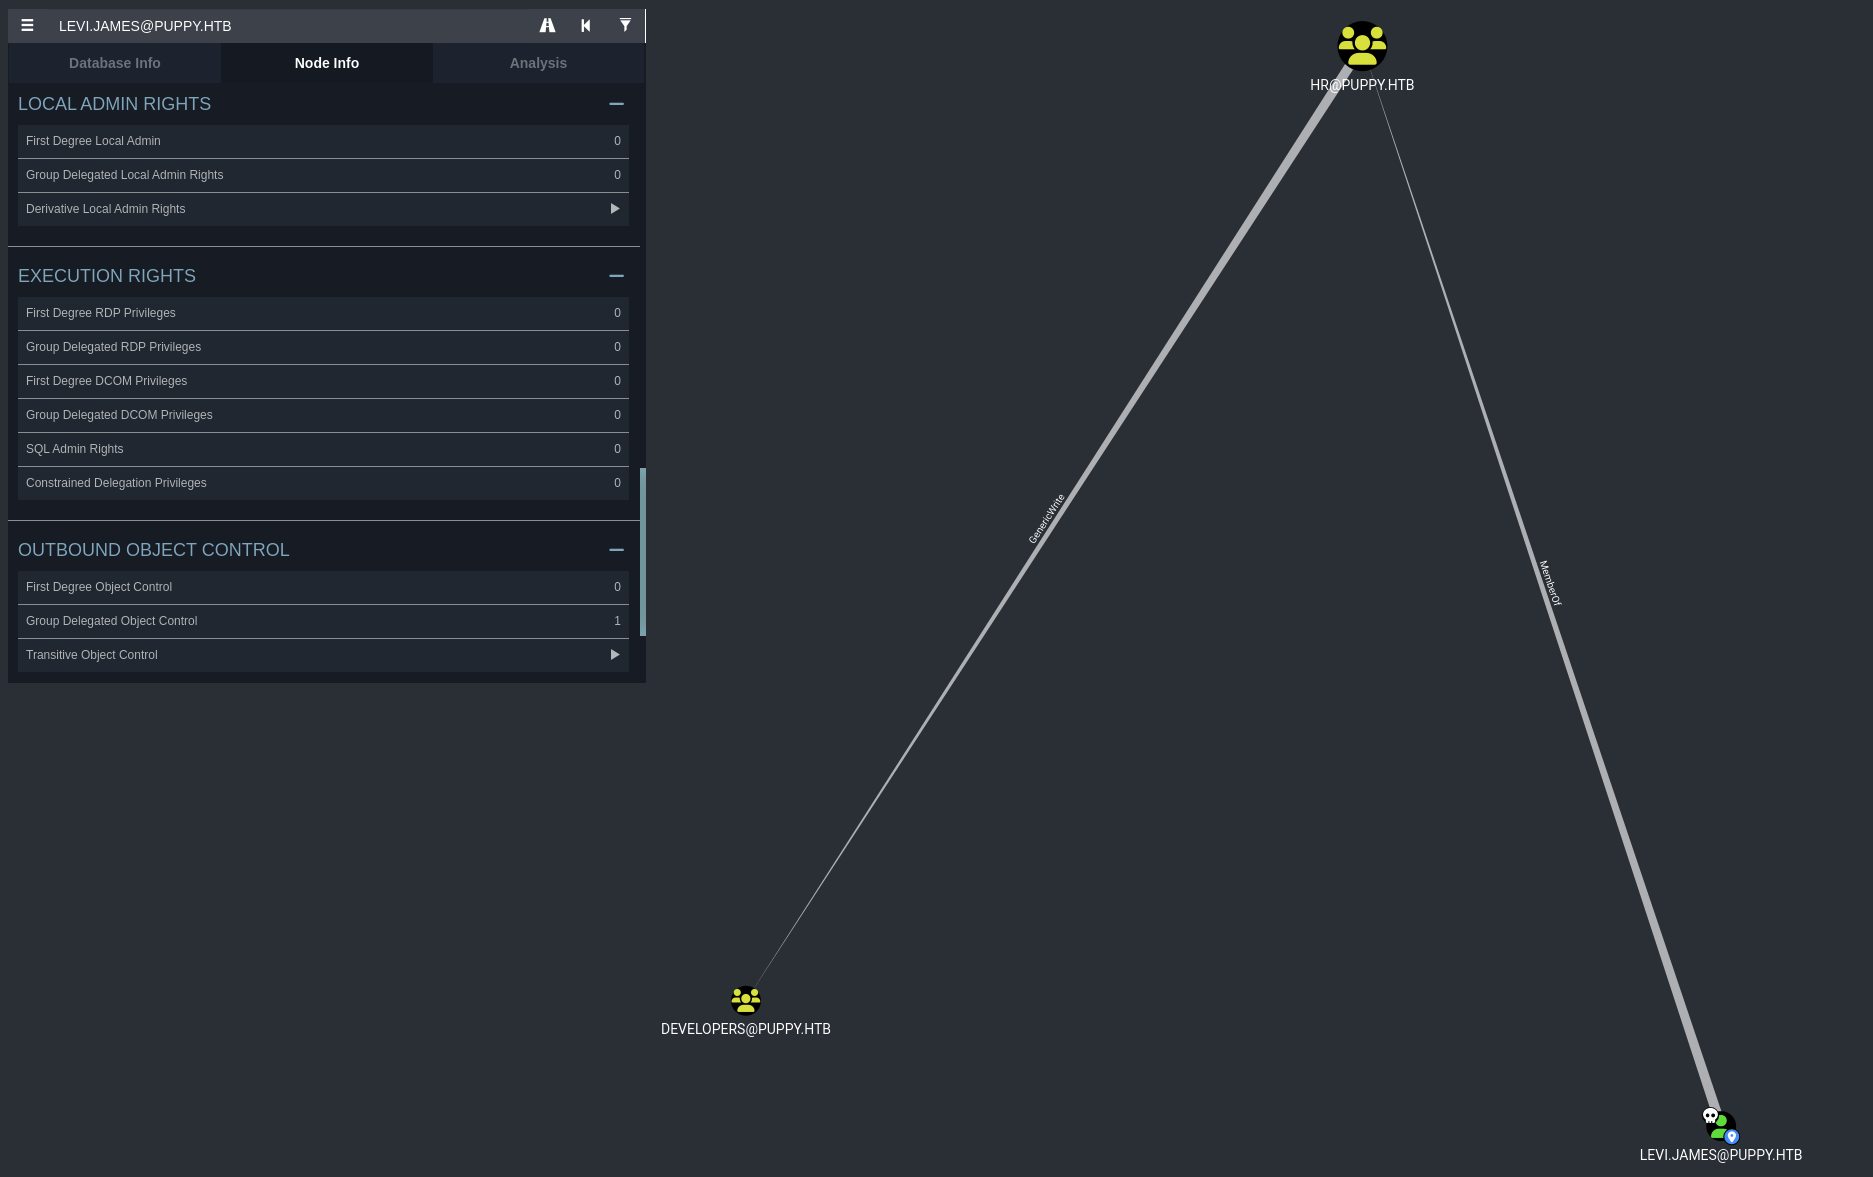 LEVI.JAMES@PUPPY.HTB
Database Info
Node Info
Analysis
LOCAL ADMIN RIGHTS
First Degree Local Admin 0
Group Delegated Local Admin Rights 0
Derivative Local Admin Rights
EXECUTION RIGHTS
First Degree RDP Privileges 0
Group Delegated RDP Privileges 0
First Degree DCOM Privileges 0
Group Delegated DCOM Privileges 0
SQL Admin Rights 0
Constrained Delegation Privileges 0
OUTBOUND OBJECT CONTROL
First Degree Object Control 0
Group Delegated Object Control 1
Transitive Object Control
HR@PUPPY.HTB
GenericWrite
MemberOf
DEVELOPERS@PUPPY.HTB
LEVI.JAMES@PUPPY.HTB